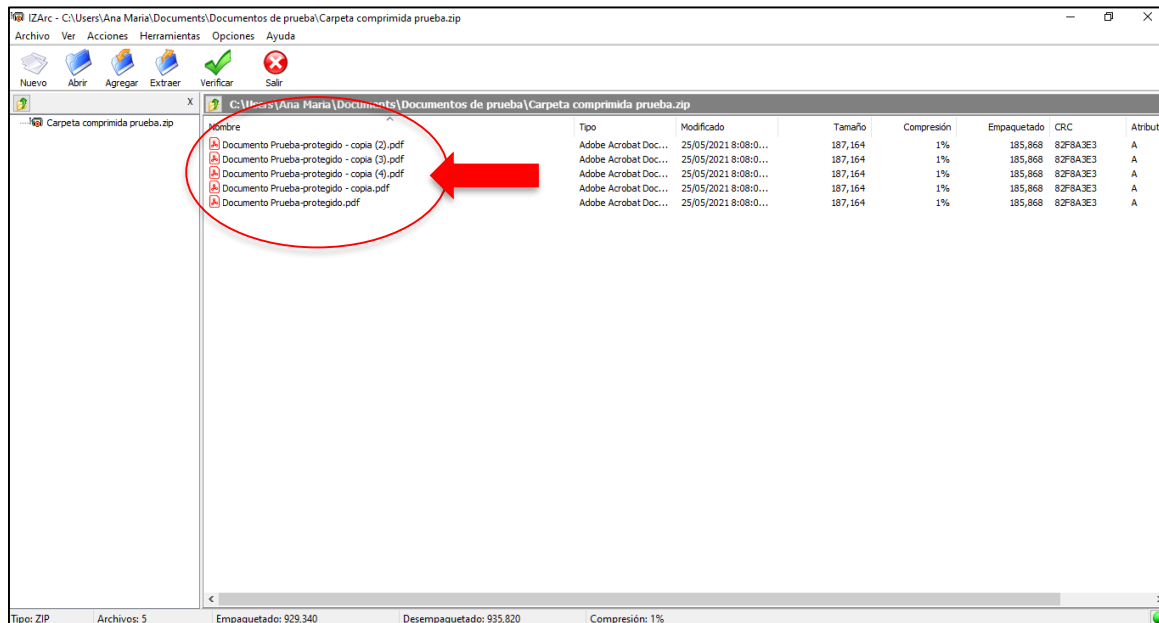 IZArc - C:\Users\Ana Maria\Documents\Documentos de prueba\Carpeta comprimida prueba.zip
Archivo Ver Acciones Herramientas Opciones Ayuda
Nuevo Abrir Agregar Extraer Verificar Salir
X C:\Users\Ana Maria\Documents\Documentos de prueba\Carpeta comprimida prueba.zip
Carpeta comprimida prueba.zip
Nombre Tipo Modificado Tamaño Compresión Empaquetado CRC Atribut
Documento Prueba-protegido - copia (2).pdf Adobe Acrobat Doc... 25/05/2021 8:08:0... 187,164 1% 185,868 82F8A3E3 A
Documento Prueba-protegido - copia (3).pdf Adobe Acrobat Doc... 25/05/2021 8:08:0... 187,164 1% 185,868 82F8A3E3 A
Documento Prueba-protegido - copia (4).pdf Adobe Acrobat Doc... 25/05/2021 8:08:0... 187,164 1% 185,868 82F8A3E3 A
Documento Prueba-protegido - copia.pdf Adobe Acrobat Doc... 25/05/2021 8:08:0... 187,164 1% 185,868 82F8A3E3 A
Documento Prueba-protegido.pdf Adobe Acrobat Doc... 25/05/2021 8:08:0... 187,164 1% 185,868 82F8A3E3 A
Tipo: ZIP Archivos: 5 Empaquetado: 929,340 Desempaquetado: 935,820 Compresión: 1%